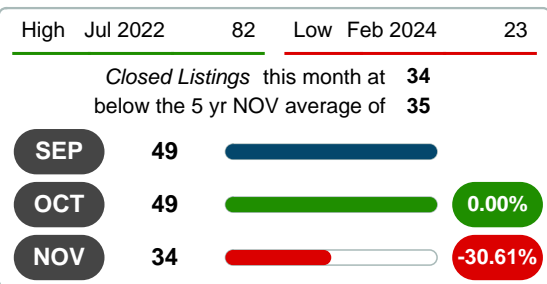 High Jul 2022 82 Low Feb 2024 23
Closed Listings this month at 34
below the 5 yr NOV average of 35
SEP 49
OCT 49 0.00%
NOV 34 -30.61%